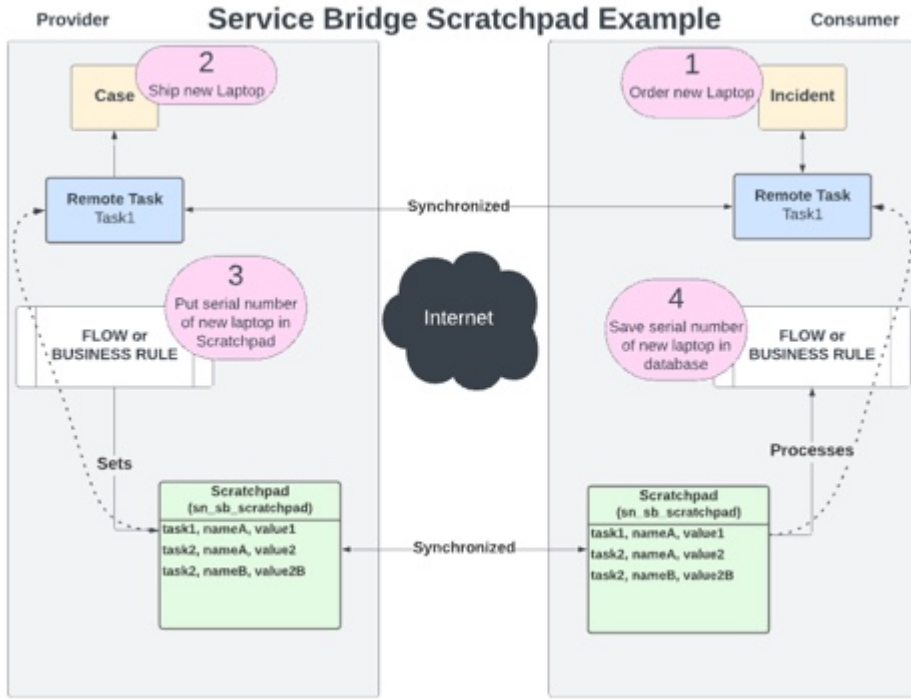 Provider
Service Bridge Scratchpad Example
Consumer
2
Ship new Laptop
Case
1
Order new Laptop
Incident
Remote Task
Task1
Synchronized
Remote Task
Task1
3
Put serial number
of new laptop in
Scratchpad
FLOW or
BUSINESS RULE
Internet
4
Save serial number
of new laptop in
database
FLOW or
BUSINESS RULE
Sets
Processes
Scratchpad
(sn_sb_scratchpad)
task1, nameA, value1
task2, nameA, value2
task2, nameB, value2B
Synchronized
Scratchpad
(sn_sb_scratchpad)
task1, nameA, value1
task2, nameA, value2
task2, nameB, value2B